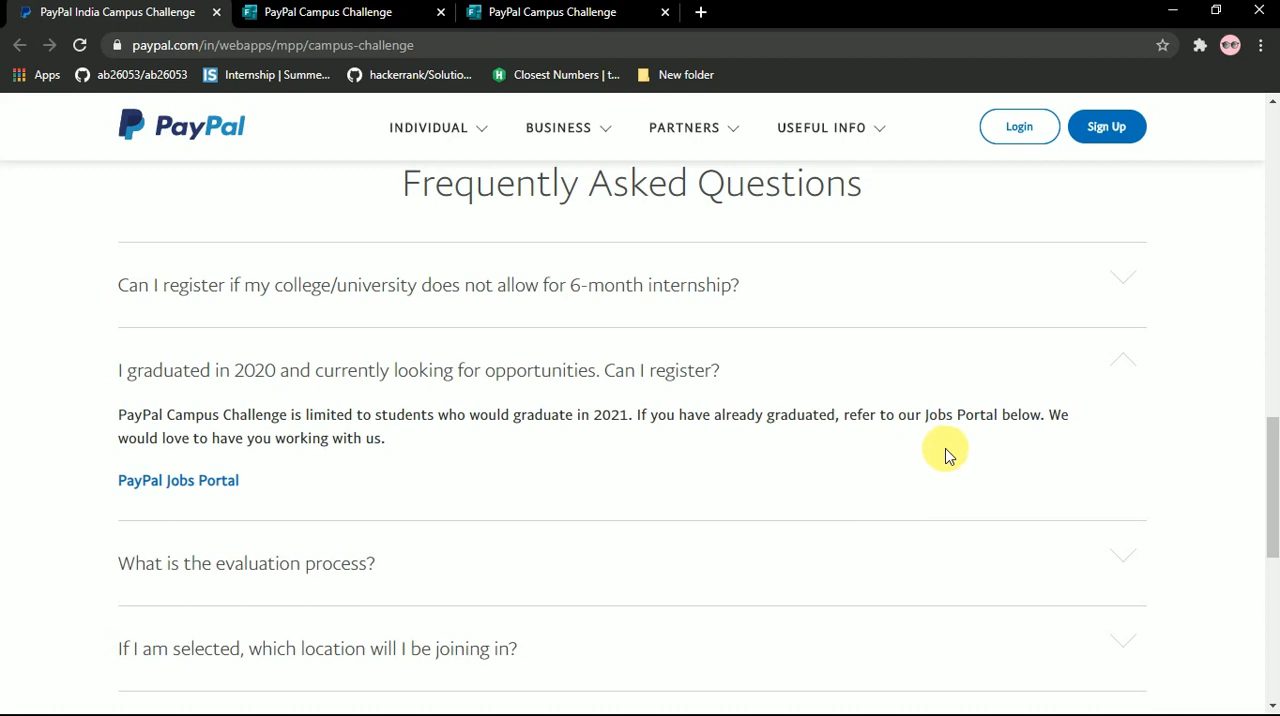 PayPal India Campus Challenge
PayPal Campus Challenge
PayPal Campus Challenge
paypal.com/in/webapps/mpp/campus-challenge
Apps
ab26053/ab26053
Internship | Summe...
hackerrank/Solutio...
Closest Numbers | t...
New folder
PayPal
INDIVIDUAL
BUSINESS
PARTNERS
USEFUL INFO
Login
Sign Up
Frequently Asked Questions
Can I register if my college/university does not allow for 6-month internship?
I graduated in 2020 and currently looking for opportunities. Can I register?
PayPal Campus Challenge is limited to students who would graduate in 2021. If you have already graduated, refer to our Jobs Portal below. We
would love to have you working with us.
PayPal Jobs Portal
What is the evaluation process?
If I am selected, which location will I be joining in?